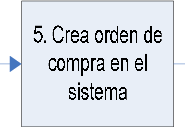 5. Crea orden de
compra en el
sistema